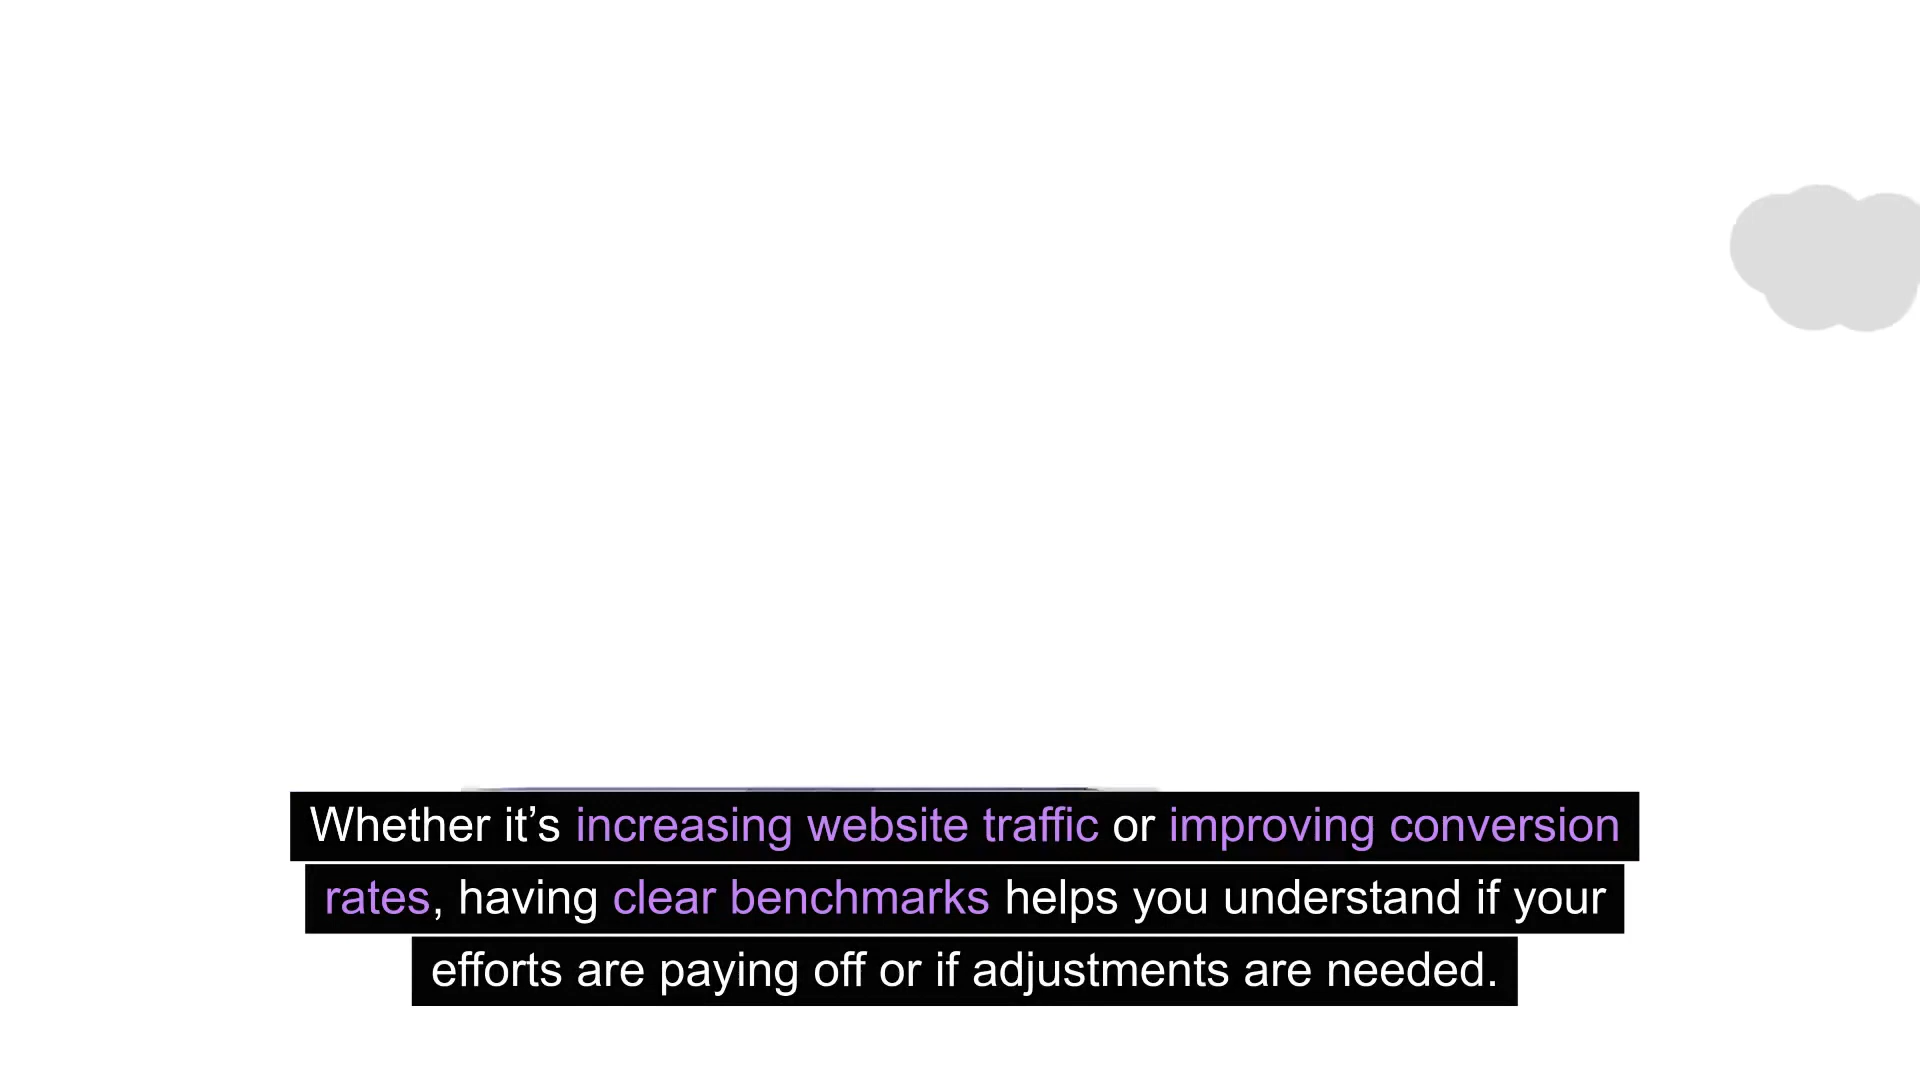 Whether it’s increasing website traffic or improving conversion
rates, having clear benchmarks helps you understand if your
efforts are paying off or if adjustments are needed.